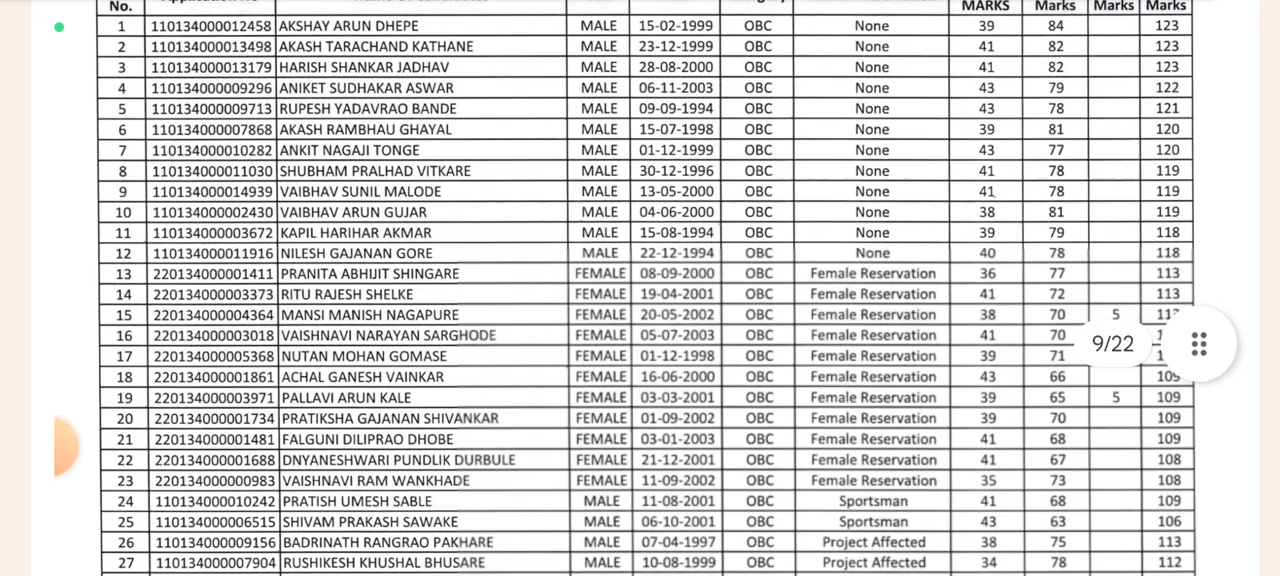 No. MARKS Marks Marks Marks
1 110134000012458 AKSHAY ARUN DHEPE MALE 15-02-1999 OBC None 39 84 123
2 110134000013498 AKASH TARACHAND KATHANE MALE 23-12-1999 OBC None 41 82 123
3 110134000013179 HARISH SHANKAR JADHAV MALE 28-08-2000 OBC None 41 82 123
4 110134000009296 ANIKET SUDHAKAR ASWAR MALE 06-11-2003 OBC None 43 79 122
5 110134000009713 RUPESH YADAVRAO BANDE MALE 09-09-1994 OBC None 43 78 121
6 110134000007868 AKASH RAMBHAU GHAYAL MALE 15-07-1998 OBC None 39 81 120
7 110134000010282 ANKIT NAGAJI TONGE MALE 01-12-1999 OBC None 43 77 120
8 110134000011030 SHUBHAM PRALHAD VITKARE MALE 30-12-1996 OBC None 41 78 119
9 110134000014939 VAIBHAV SUNIL MALODE MALE 13-05-2000 OBC None 41 78 119
10 110134000002430 VAIBHAV ARUN GUJAR MALE 04-06-2000 OBC None 38 81 119
11 110134000003672 KAPIL HARIHAR AKMAR MALE 15-08-1994 OBC None 39 79 118
12 110134000011916 NILESH GAJANAN GORE MALE 22-12-1994 OBC None 40 78 118
13 220134000001411 PRANITA ABHIJIT SHINGARE FEMALE 08-09-2000 OBC Female Reservation 36 77 113
14 220134000003373 RITU RAJESH SHELKE FEMALE 19-04-2001 OBC Female Reservation 41 72 113
15 220134000004364 MANSI MANISH NAGAPURE FEMALE 20-05-2002 OBC Female Reservation 38 70 5
16 220134000003018 VAISHNAVI NARAYAN SARGHODE FEMALE 05-07-2003 OBC Female Reservation 41 70
9/22
17 220134000005368 NUTAN MOHAN GOMASE FEMALE 01-12-1998 OBC Female Reservation 39 71
18 220134000001861 ACHAL GANESH VAINKAR FEMALE 16-06-2000 OBC Female Reservation 43 66 109
19 220134000003971 PALLAVI ARUN KALE FEMALE 03-03-2001 OBC Female Reservation 39 65 5 109
20 220134000001734 PRATIKSHA GAJANAN SHIVANKAR FEMALE 01-09-2002 OBC Female Reservation 39 70 109
21 220134000001481 FALGUNI DILIPRAO DHOBE FEMALE 03-01-2003 OBC Female Reservation 41 68 109
22 220134000001688 DNYANESHWARI PUNDLIK DURBULE FEMALE 21-12-2001 OBC Female Reservation 41 67 108
23 220134000000983 VAISHNAVI RAM WANKHADE FEMALE 11-09-2002 OBC Female Reservation 35 73 108
24 110134000010242 PRATISH UMESH SABLE MALE 11-08-2001 OBC Sportsman 41 68 109
25 110134000006515 SHIVAM PRAKASH SAWAKE MALE 06-10-2001 OBC Sportsman 43 63 106
26 110134000009156 BADRINATH RANGRAO PAKHARE MALE 07-04-1997 OBC Project Affected 38 75 113
27 110134000007904 RUSHIKESH KHUSHAL BHUSARE MALE 10-08-1999 OBC Project Affected 34 78 112